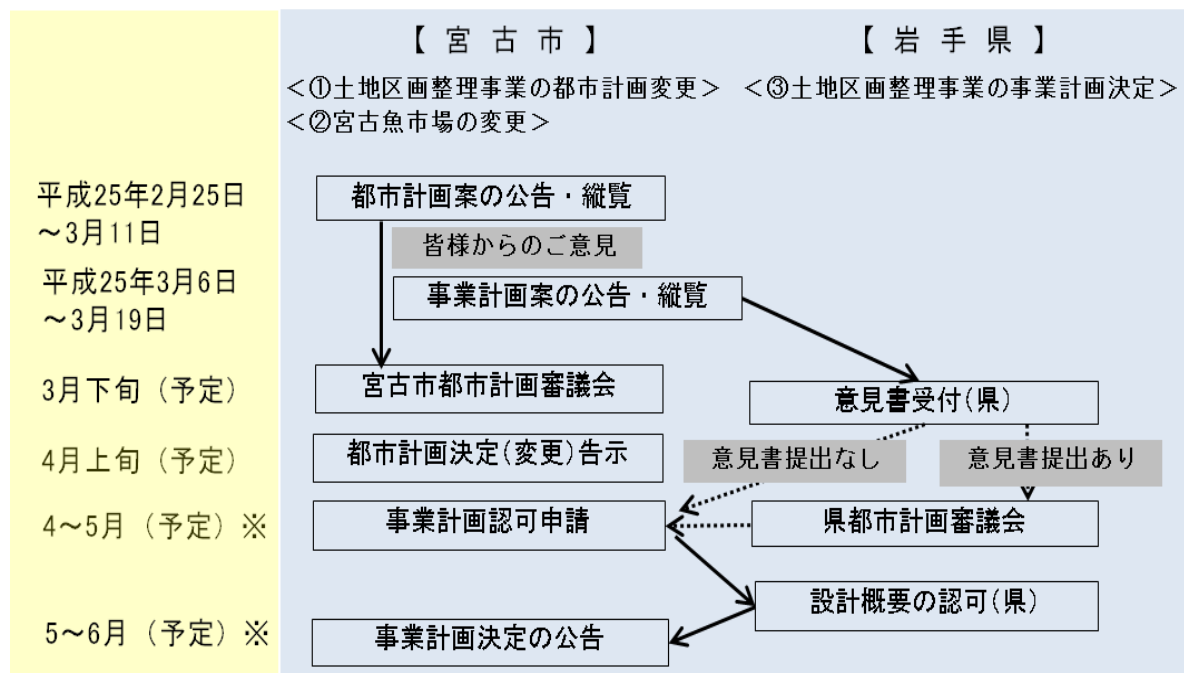 【 宮 古 市 】
【 岩 手 県 】
＜①土地区画整理事業の都市計画変更＞
＜③土地区画整理事業の事業計画決定＞
＜②宮古魚市場の変更＞
平成25年2月25日
～3月11日
都市計画案の公告・縦覧
皆様からのご意見
平成25年3月6日
～3月19日
事業計画案の公告・縦覧
3月下旬（予定）
宮古市都市計画審議会
意見書受付(県)
4月上旬（予定）
都市計画決定(変更)告示
意見書提出なし
意見書提出あり
4～5月（予定）※
事業計画認可申請
県都市計画審議会
設計概要の認可(県)
5～6月（予定）※
事業計画決定の公告